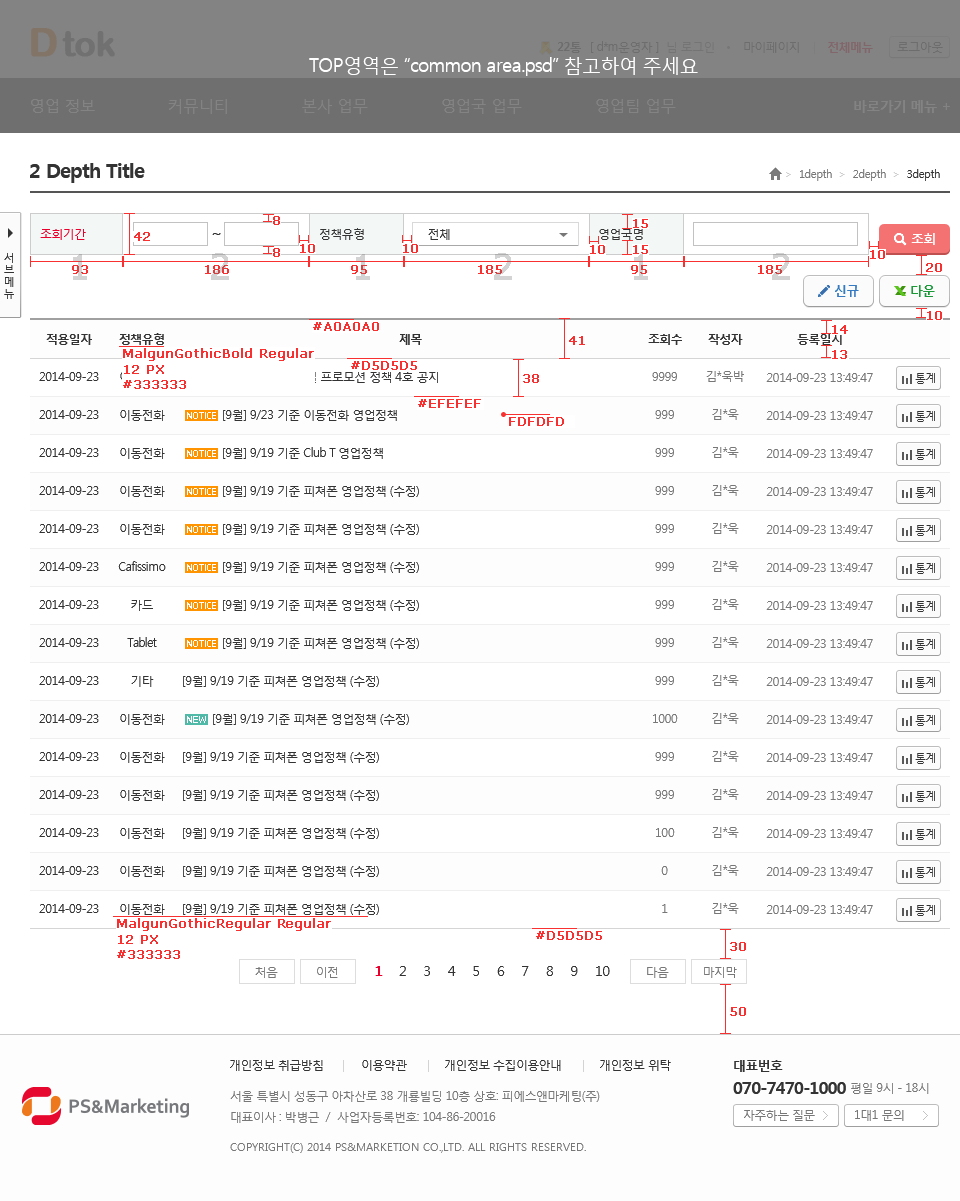 D tok
22톨 [ d*m운영자 ] 님 로그인 마이페이지 전체메뉴 로그아웃
TOP영역은 “common area.psd” 참고하여 주세요
영업 정보 커뮤니티 본사 업무 영업국 업무 영업팀 업무 바로가기 메뉴 +
2 Depth Title
> 1depth > 2depth > 3depth
서브메뉴
조회기간 ~ 정책유형 전체 영업국명 조회
42 8 8 10 10 15 15 10 10
1 2 1 2 1 2
93 186 95 185 95 185
20
신규 다운
10
#A0A0A0
적용일자 정책유형 제목 조회수 작성자 등록일시
41 14 13
MalgunGothicBold Regular
12 PX
#333333
#D5D5D5
2014-09-23 프로모션 정책 4호 공지 9999 김*욱박 2014-09-23 13:49:47 통계
38
#EFEFEF
2014-09-23 이동전화 NOTICE [9월] 9/23 기준 이동전화 영업정책 999 김*욱 2014-09-23 13:49:47 통계
FDFDFD
2014-09-23 이동전화 NOTICE [9월] 9/19 기준 Club T 영업정책 999 김*욱 2014-09-23 13:49:47 통계
2014-09-23 이동전화 NOTICE [9월] 9/19 기준 피쳐폰 영업정책 (수정) 999 김*욱 2014-09-23 13:49:47 통계
2014-09-23 이동전화 NOTICE [9월] 9/19 기준 피쳐폰 영업정책 (수정) 999 김*욱 2014-09-23 13:49:47 통계
2014-09-23 Cafissimo NOTICE [9월] 9/19 기준 피쳐폰 영업정책 (수정) 999 김*욱 2014-09-23 13:49:47 통계
2014-09-23 카드 NOTICE [9월] 9/19 기준 피쳐폰 영업정책 (수정) 999 김*욱 2014-09-23 13:49:47 통계
2014-09-23 Tablet NOTICE [9월] 9/19 기준 피쳐폰 영업정책 (수정) 999 김*욱 2014-09-23 13:49:47 통계
2014-09-23 기타 [9월] 9/19 기준 피쳐폰 영업정책 (수정) 999 김*욱 2014-09-23 13:49:47 통계
2014-09-23 이동전화 NEW [9월] 9/19 기준 피쳐폰 영업정책 (수정) 1000 김*욱 2014-09-23 13:49:47 통계
2014-09-23 이동전화 [9월] 9/19 기준 피쳐폰 영업정책 (수정) 999 김*욱 2014-09-23 13:49:47 통계
2014-09-23 이동전화 [9월] 9/19 기준 피쳐폰 영업정책 (수정) 999 김*욱 2014-09-23 13:49:47 통계
2014-09-23 이동전화 [9월] 9/19 기준 피쳐폰 영업정책 (수정) 100 김*욱 2014-09-23 13:49:47 통계
2014-09-23 이동전화 [9월] 9/19 기준 피쳐폰 영업정책 (수정) 0 김*욱 2014-09-23 13:49:47 통계
2014-09-23 이동전화 [9월] 9/19 기준 피쳐폰 영업정책 (수정) 1 김*욱 2014-09-23 13:49:47 통계
MalgunGothicRegular Regular
12 PX
#333333
#D5D5D5
30
처음 이전 1 2 3 4 5 6 7 8 9 10 다음 마지막
50
PS&Marketing
개인정보 취급방침 이용약관 개인정보 수집이용안내 개인정보 위탁
서울 특별시 성동구 아차산로 38 개룡빌딩 10층 상호: 피에스앤마케팅(주)
대표이사 : 박병근 / 사업자등록번호: 104-86-20016
COPYRIGHT(C) 2014 PS&MARKETION CO.,LTD. ALL RIGHTS RESERVED.
대표번호
070-7470-1000 평일 9시 - 18시
자주하는 질문 > 1대1 문의 >